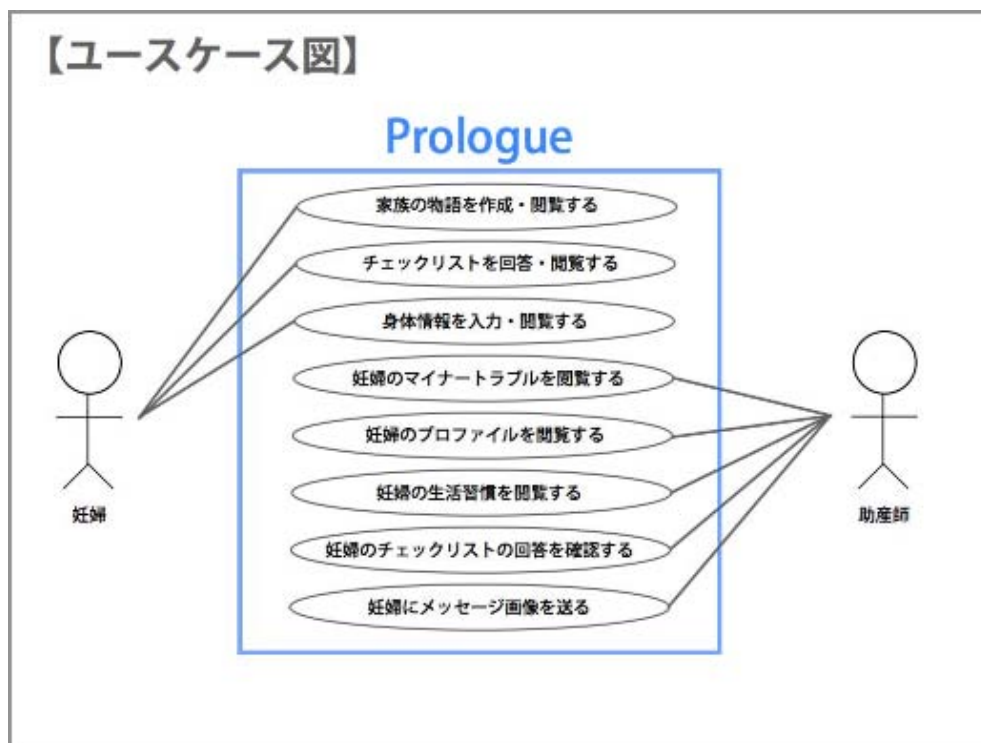 【ユースケース図】
Prologue
家族の物語を作成・閲覧する
チェックリストを回答・閲覧する
身体情報を入力・閲覧する
妊婦のマイナートラブルを閲覧する
妊婦のプロファイルを閲覧する
妊婦の生活習慣を閲覧する
妊婦のチェックリストの回答を確認する
妊婦にメッセージ画像を送る
妊婦
助産師